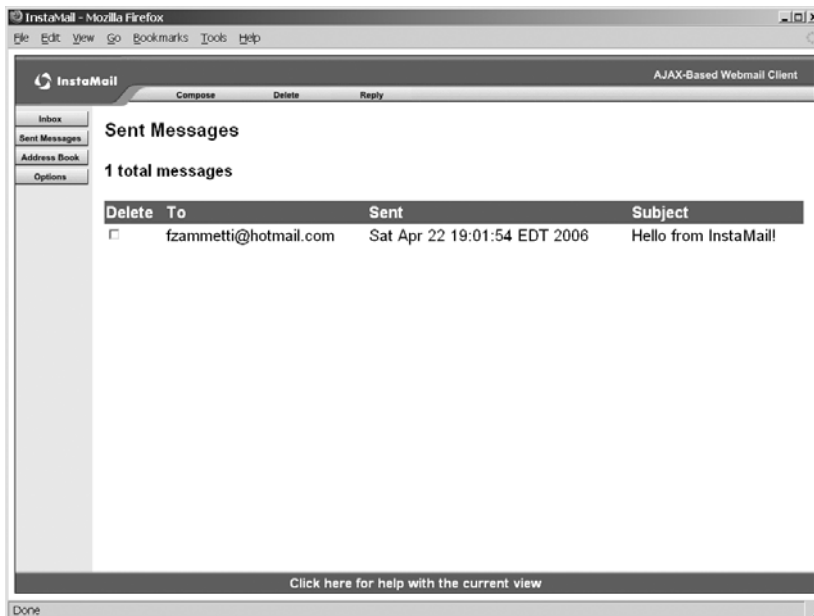 InstaMail - Mozilla Firefox
File Edit View Go Bookmarks Tools Help
InstaMail
AJAX-Based Webmail Client
Compose Delete Reply
Inbox
Sent Messages
Address Book
Options
Sent Messages
1 total messages
Delete To Sent Subject
fzammetti@hotmail.com Sat Apr 22 19:01:54 EDT 2006 Hello from InstaMail!
Click here for help with the current view
Done